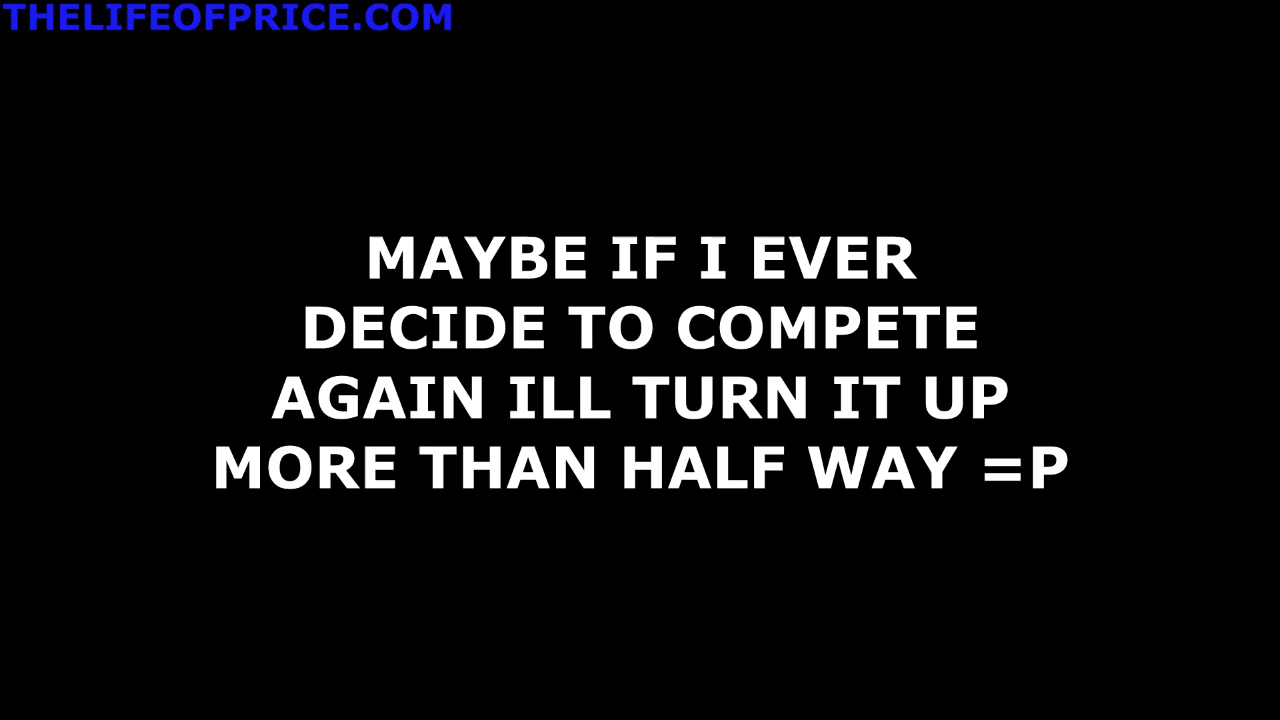 THELIFEOFPRICE.COM
MAYBE IF I EVER
DECIDE TO COMPETE
AGAIN ILL TURN IT UP
MORE THAN HALF WAY =P